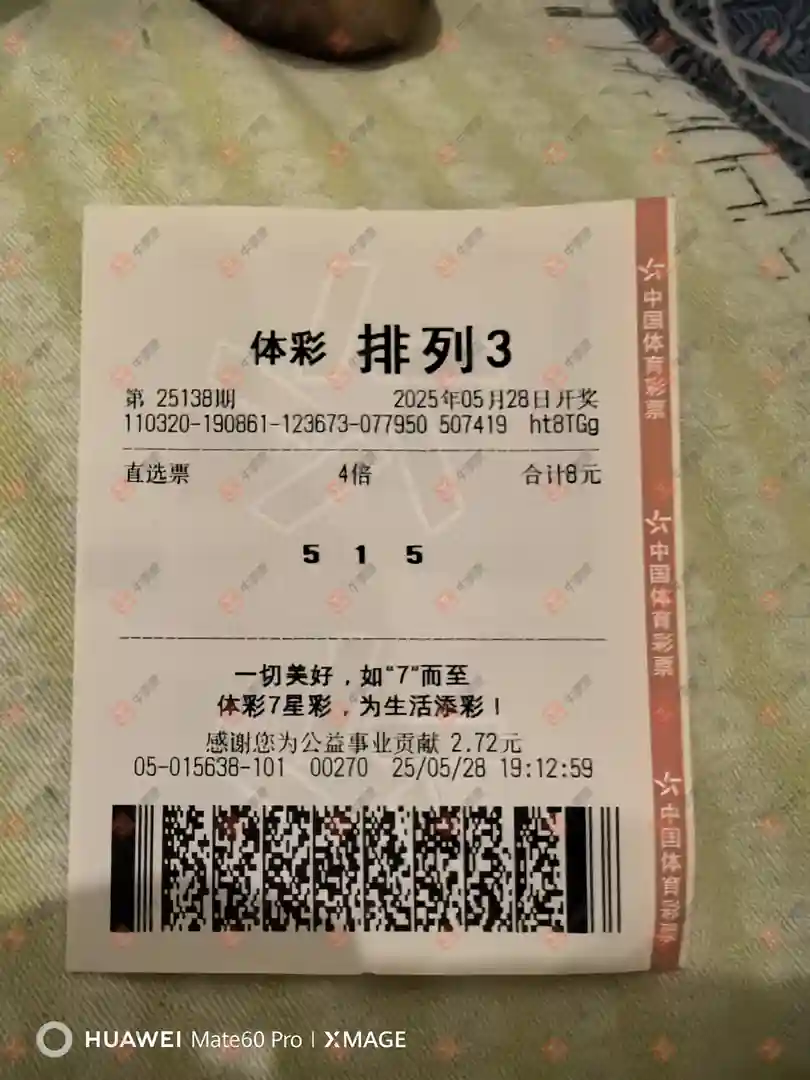 体彩 排列3
第 25138期 2025年05月28日开奖
110320-190861-123673-077950 507419 ht8TGg
直选票 4倍 合计8元
5 1 5
一切美好，如“7”而至
体彩7星彩，为生活添彩！
感谢您为公益事业贡献 2.72元
05-015638-101 00270 25/05/28 19:12:59
中国体育彩票
中国体育彩票
中国体育彩票
HUAWEI Mate60 Pro | XMAGE